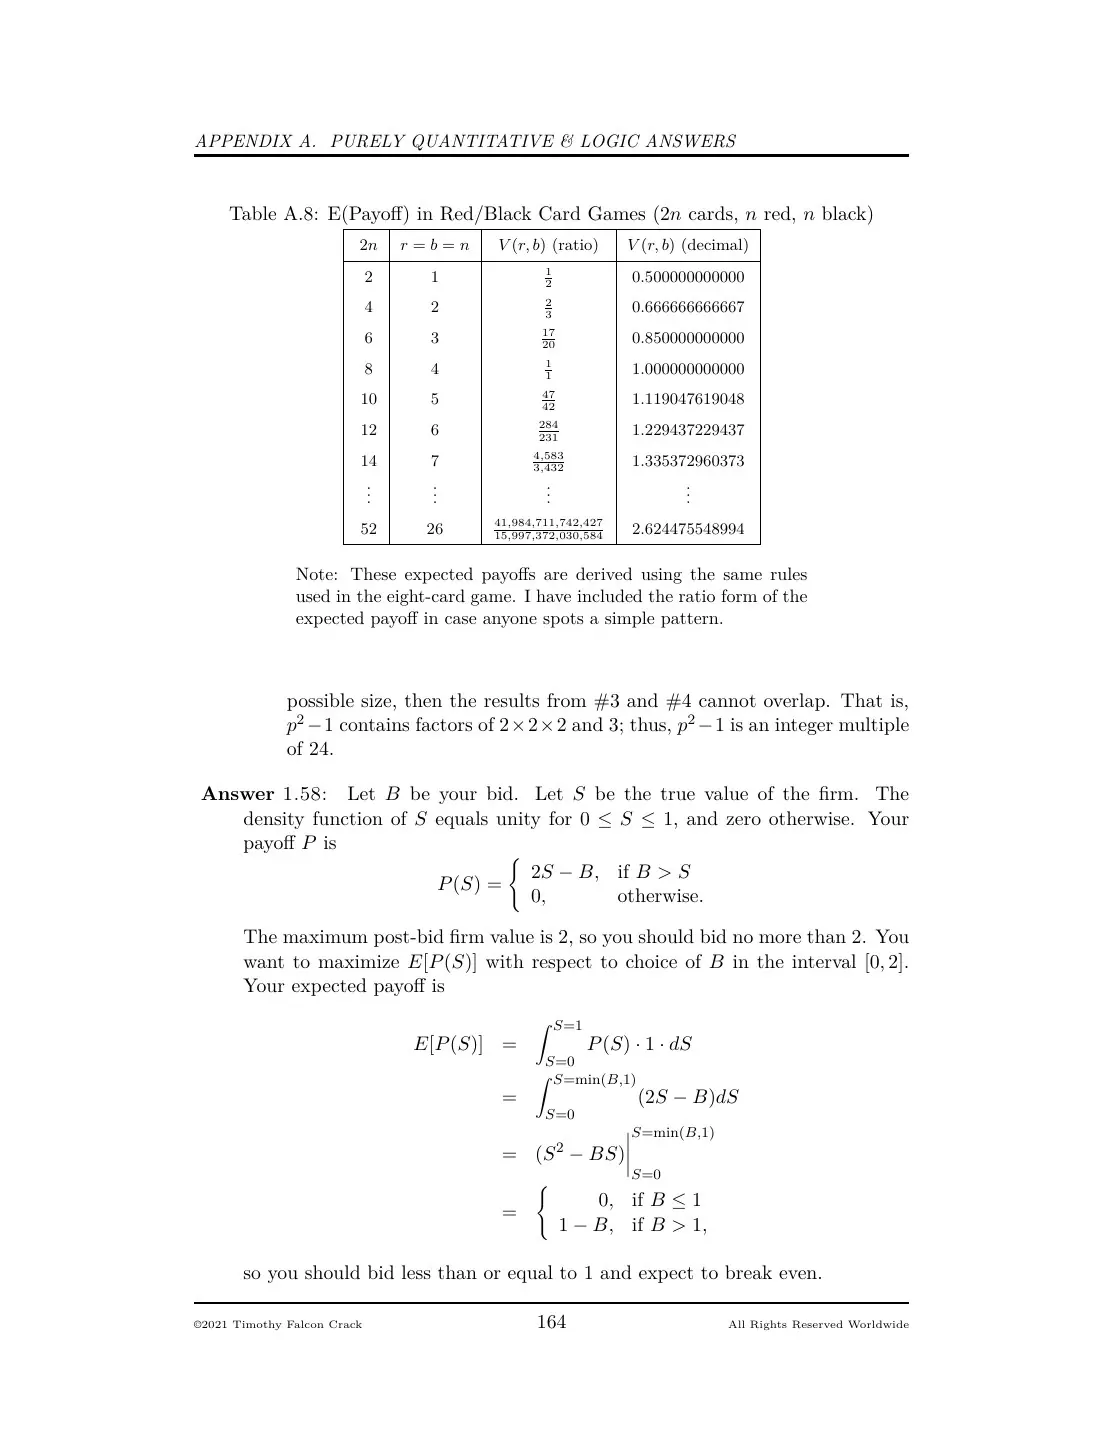 APPENDIX A. PURELY QUANTITATIVE & LOGIC ANSWERS
Table A.8: E(Payoff) in Red/Black Card Games (2n cards, n red, n black)
2n r = b = n V(r, b) (ratio) V(r, b) (decimal)
2 1 1/2 0.500000000000
4 2 2/3 0.666666666667
6 3 17/20 0.850000000000
8 4 1/1 1.000000000000
10 5 47/42 1.119047619048
12 6 284/231 1.229437229437
14 7 4,583/3,432 1.335372960373
⋮ ⋮ ⋮ ⋮
52 26 41,984,711,742,427/15,997,372,030,584 2.624475548994
Note: These expected payoffs are derived using the same rules
used in the eight-card game. I have included the ratio form of the
expected payoff in case anyone spots a simple pattern.
possible size, then the results from #3 and #4 cannot overlap. That is,
p²−1 contains factors of 2×2×2 and 3; thus, p²−1 is an integer multiple
of 24.
Answer 1.58: Let B be your bid. Let S be the true value of the firm. The
density function of S equals unity for 0 ≤ S ≤ 1, and zero otherwise. Your
payoff P is
P(S) = { 2S − B, if B > S
0, otherwise.
The maximum post-bid firm value is 2, so you should bid no more than 2. You
want to maximize E[P(S)] with respect to choice of B in the interval [0, 2].
Your expected payoff is
E[P(S)] = ∫_{S=0}^{S=1} P(S) · 1 · dS
= ∫_{S=0}^{S=min(B,1)} (2S − B)dS
= (S² − BS)|_{S=0}^{S=min(B,1)}
= { 0, if B ≤ 1
1 − B, if B > 1,
so you should bid less than or equal to 1 and expect to break even.
©2021 Timothy Falcon Crack 164 All Rights Reserved Worldwide